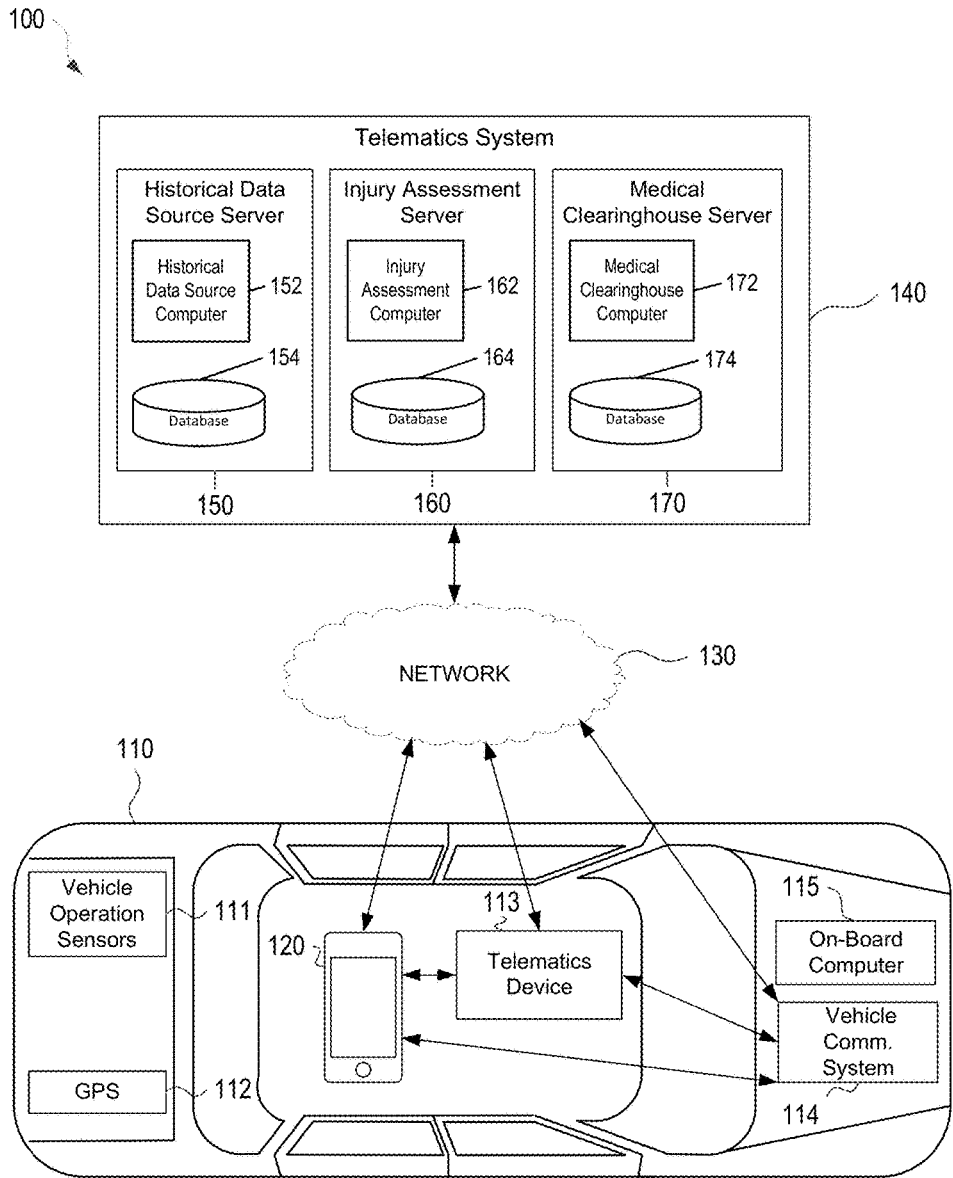 100
Telematics System
Historical Data
Source Server
Injury Assessment
Server
Medical
Clearinghouse Server
Historical
Data Source
Computer
152
Injury
Assessment
Computer
162
Medical
Clearinghouse
Computer
172
140
154
Database
164
Database
174
Database
150
160
170
NETWORK
130
110
Vehicle
Operation
Sensors
111
120
113
Telematics
Device
115
On-Board
Computer
Vehicle
Comm.
System
114
GPS
112